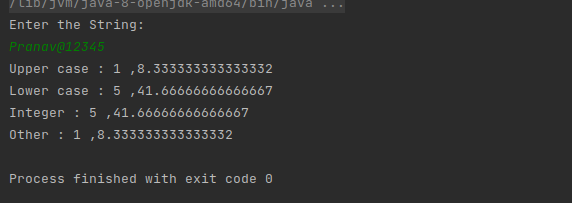 /lib/jvm/java-8-openjdk-amd64/bin/java ...
Enter the String:
Pranav@12345
Upper case : 1 ,8.333333333333332
Lower case : 5 ,41.66666666666667
Integer : 5 ,41.66666666666667
Other : 1 ,8.333333333333332
Process finished with exit code 0